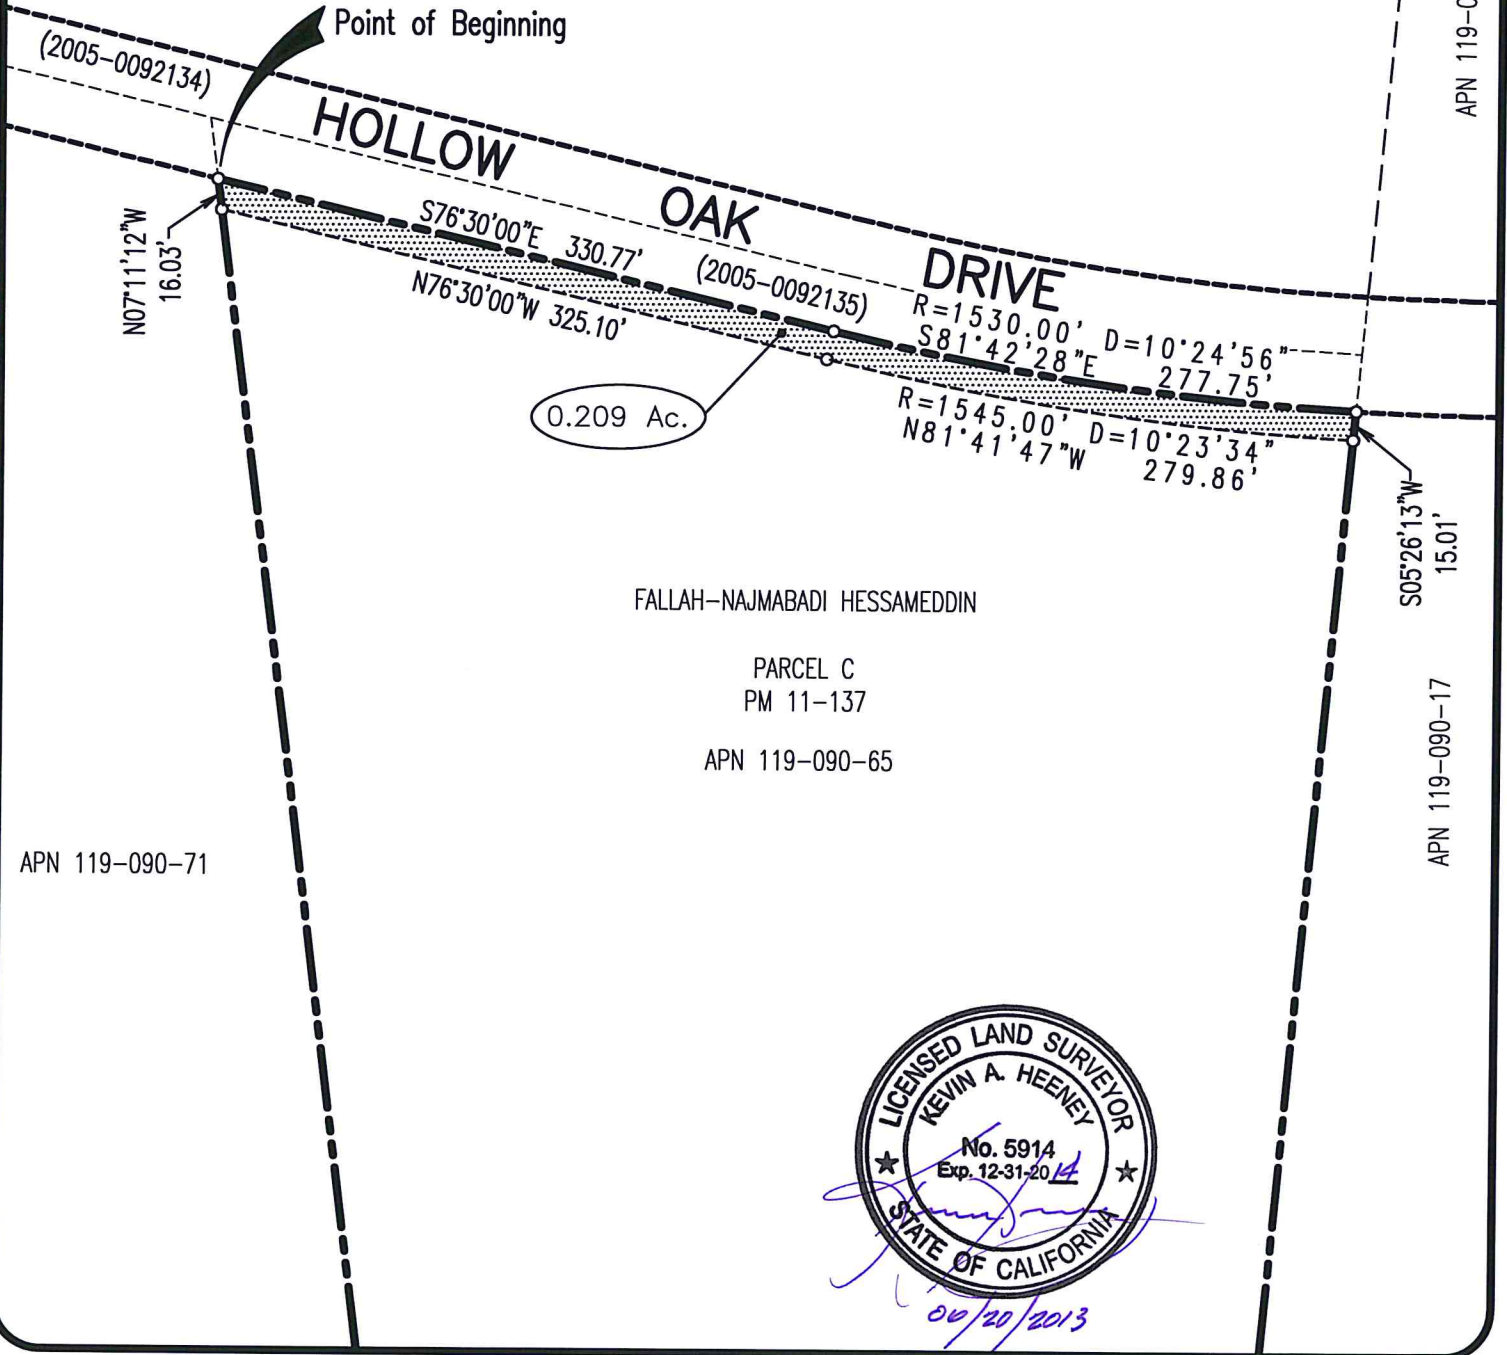 Point of Beginning
APN 119-0
(2005-0092134)
HOLLOW OAK DRIVE
N07°11'12"W
16.03'
S76°30'00"E 330.77'
(2005-0092135)
N76°30'00"W 325.10'
R=1530.00' D=10°24'56"
S81°42'28"E 277.75'
R=1545.00' D=10°23'34"
N81°41'47"W 279.86'
0.209 Ac.
S05°26'13"W
15.01'
FALLAH-NAJMABADI HESSAMEDDIN
PARCEL C
PM 11-137
APN 119-090-65
APN 119-090-17
APN 119-090-71
LICENSED LAND SURVEYOR
KEVIN A. HEENEY
No. 5914
Exp. 12-31-2014
STATE OF CALIFORNIA
06/20/2013